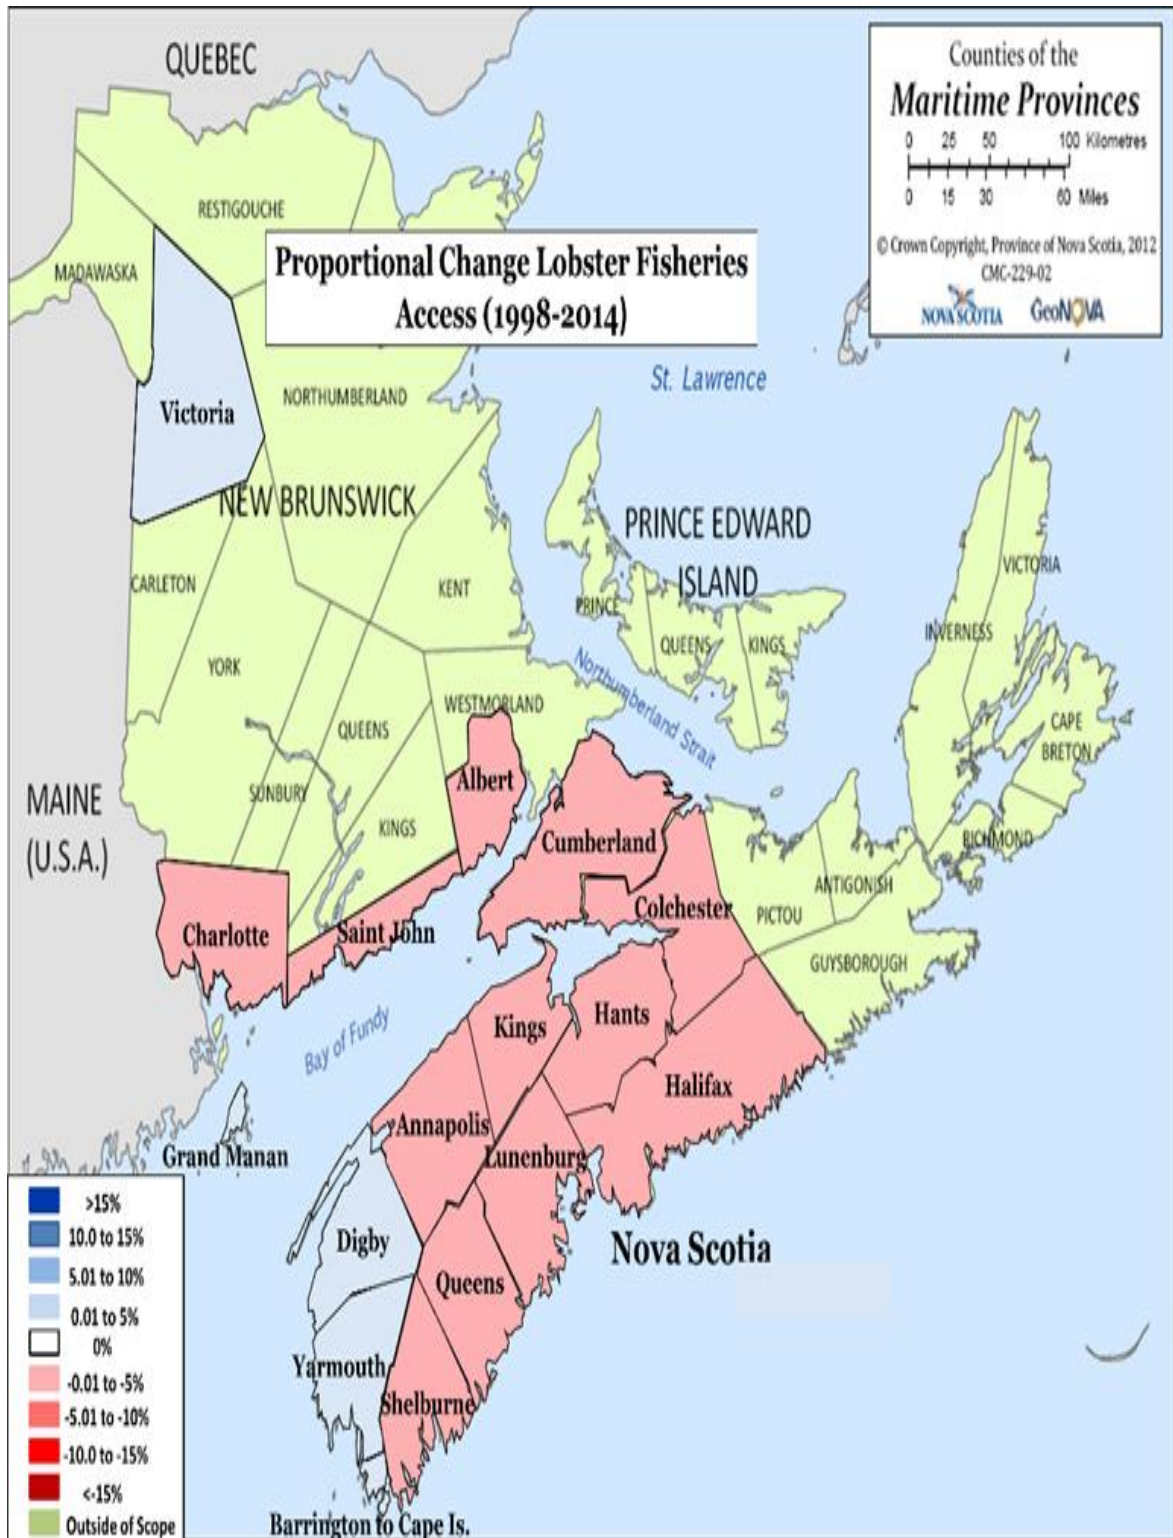 QUEBEC
Counties of the
Maritime Provinces
0 25 50 100 Kilometres
0 15 30 60 Miles
© Crown Copyright, Province of Nova Scotia, 2012
CMC-229-02
NOVA SCOTIA GeoNOVA
RESTIGOUCHE
MADAWASKA
Proportional Change Lobster Fisheries
Access (1998-2014)
St. Lawrence
Victoria
NORTHUMBERLAND
NEW BRUNSWICK
PRINCE EDWARD
ISLAND
CARLETON
KENT
PRINCE
QUEENS
KINGS
VICTORIA
INVERNESS
YORK
Northumberland Strait
WESTMORLAND
QUEENS
CAPE
BRETON
MAINE
(U.S.A.)
SUNBURY
KINGS
Albert
Cumberland
RICHMOND
ANTIGONISH
Colchester
PICTOU
Charlotte
Saint John
GUYSBOROUGH
Bay of Fundy
Kings
Hants
Halifax
Annapolis
Lunenburg
Grand Manan
Digby
Nova Scotia
Queens
Yarmouth
Shelburne
Barrington to Cape Is.
>15%
10.0 to 15%
5.01 to 10%
0.01 to 5%
0%
-0.01 to -5%
-5.01 to -10%
-10.0 to -15%
<-15%
Outside of Scope